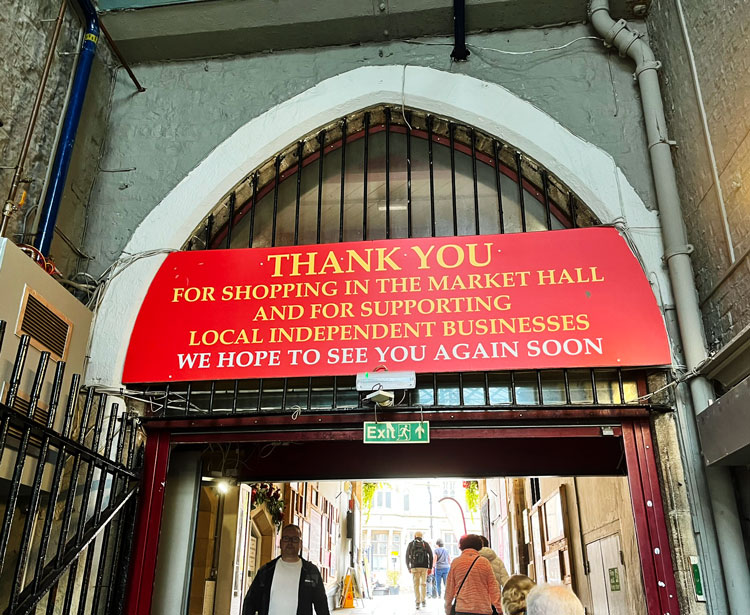 THANK YOU
FOR SHOPPING IN THE MARKET HALL
AND FOR SUPPORTING
LOCAL INDEPENDENT BUSINESSES
WE HOPE TO SEE YOU AGAIN SOON
Exit